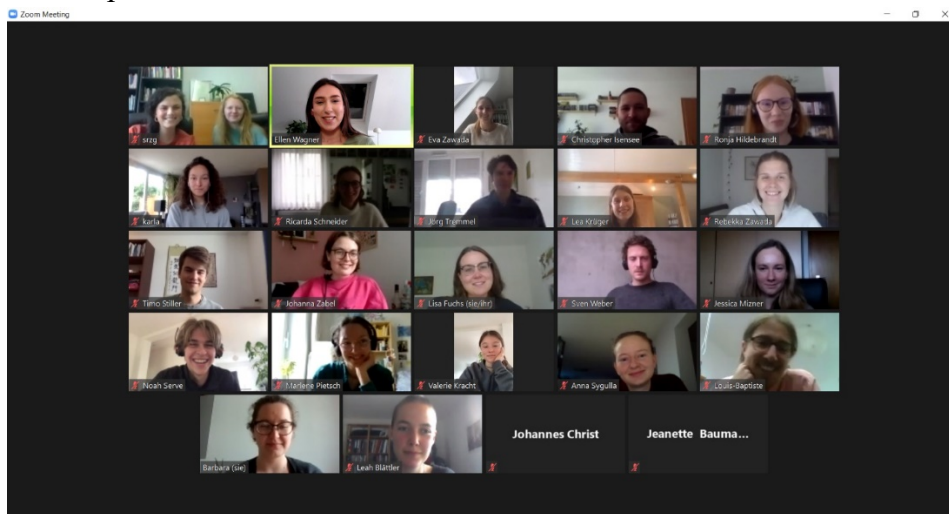 Zoom Meeting
srzg
Ellen Wagner
Eva Zawada
Christopher Isensee
Ronja Hildebrandt
karla
Ricarda Schneider
Jörg Tremmel
Lea Krüger
Rebekka Zawada
Timo Stiller
Johanna Zabel
Lisa Fuchs (sie/ihr)
Sven Weber
Jessica Mizner
Noah Serve
Marlene Pietsch
Valerie Kracht
Anna Sygulla
Louis-Baptiste
Barbara (sie)
Leah Blättler
Johannes Christ
Jeanette Bauma...